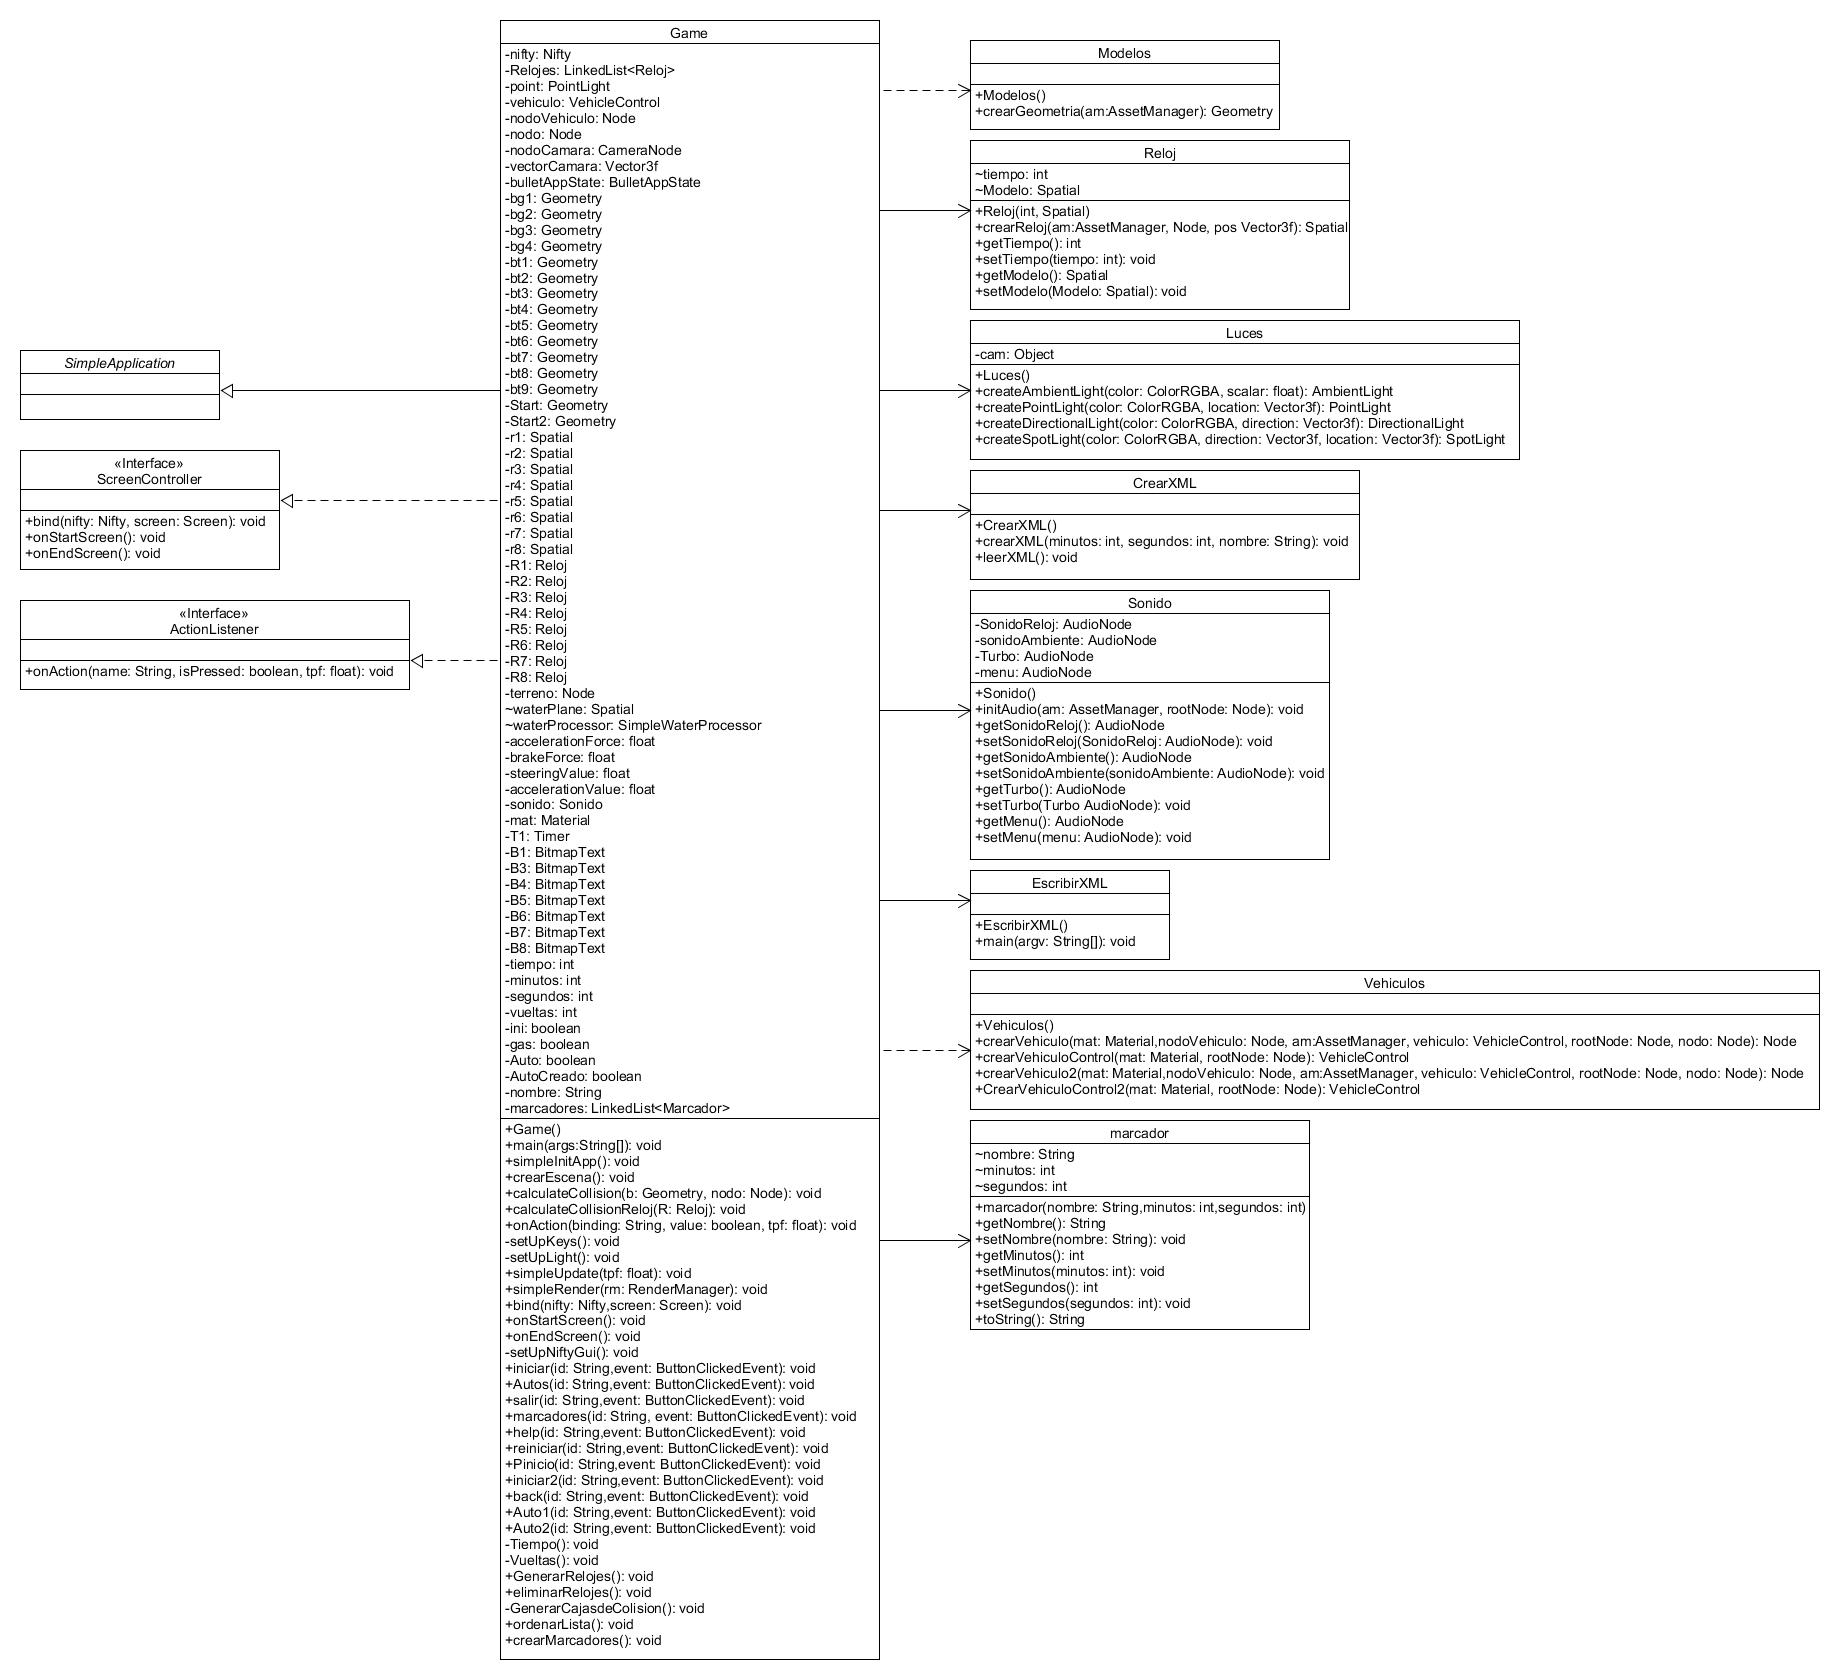 Game
-nifty: Nifty
-Relojes: LinkedList<Reloj>
-point: PointLight
-vehiculo: VehicleControl
-nodoVehiculo: Node
-nodo: Node
-nodoCamara: CameraNode
-vectorCamara: Vector3f
-bulletAppState: BulletAppState
-bg1: Geometry
-bg2: Geometry
-bg3: Geometry
-bg4: Geometry
-bt1: Geometry
-bt2: Geometry
-bt3: Geometry
-bt4: Geometry
-bt5: Geometry
-bt6: Geometry
-bt7: Geometry
-bt8: Geometry
-bt9: Geometry
-Start: Geometry
-Start2: Geometry
-r1: Spatial
-r2: Spatial
-r3: Spatial
-r4: Spatial
-r5: Spatial
-r6: Spatial
-r7: Spatial
-r8: Spatial
-R1: Reloj
-R2: Reloj
-R3: Reloj
-R4: Reloj
-R5: Reloj
-R6: Reloj
-R7: Reloj
-R8: Reloj
-terreno: Node
~waterPlane: Spatial
~waterProcessor: SimpleWaterProcessor
-accelerationForce: float
-brakeForce: float
-steeringValue: float
-accelerationValue: float
-sonido: Sonido
-mat: Material
-T1: Timer
-B1: BitmapText
-B3: BitmapText
-B4: BitmapText
-B5: BitmapText
-B6: BitmapText
-B7: BitmapText
-B8: BitmapText
-tiempo: int
-minutos: int
-segundos: int
-vueltas: int
-ini: boolean
-gas: boolean
-Auto: boolean
-AutoCreado: boolean
-nombre: String
-marcadores: LinkedList<Marcador>
+Game()
+main(args:String[]): void
+simpleInitApp(): void
+crearEscena(): void
+calculateCollision(b: Geometry, nodo: Node): void
+calculateCollisionReloj(R: Reloj): void
+onAction(binding: String, value: boolean, tpf: float): void
-setUpKeys(): void
-setUpLight(): void
+simpleUpdate(tpf: float): void
+simpleRender(rm: RenderManager): void
+bind(nifty: Nifty,screen: Screen): void
+onStartScreen(): void
+onEndScreen(): void
-setUpNiftyGui(): void
+iniciar(id: String,event: ButtonClickedEvent): void
+Autos(id: String,event: ButtonClickedEvent): void
+salir(id: String,event: ButtonClickedEvent): void
+marcadores(id: String, event: ButtonClickedEvent): void
+help(id: String,event: ButtonClickedEvent): void
+reiniciar(id: String,event: ButtonClickedEvent): void
+Pinicio(id: String,event: ButtonClickedEvent): void
+iniciar2(id: String,event: ButtonClickedEvent): void
+back(id: String,event: ButtonClickedEvent): void
+Auto1(id: String,event: ButtonClickedEvent): void
+Auto2(id: String,event: ButtonClickedEvent): void
-Tiempo(): void
-Vueltas(): void
+GenerarRelojes(): void
+eliminarRelojes(): void
-GenerarCajasdeColision(): void
+ordenarLista(): void
+crearMarcadores(): void
SimpleApplication
«Interface»
ScreenController
+bind(nifty: Nifty, screen: Screen): void
+onStartScreen(): void
+onEndScreen(): void
«Interface»
ActionListener
+onAction(name: String, isPressed: boolean, tpf: float): void
Modelos
+Modelos()
+crearGeometria(am:AssetManager): Geometry
Reloj
~tiempo: int
~Modelo: Spatial
+Reloj(int, Spatial)
+crearReloj(am:AssetManager, Node, pos Vector3f): Spatial
+getTiempo(): int
+setTiempo(tiempo: int): void
+getModelo(): Spatial
+setModelo(Modelo: Spatial): void
Luces
-cam: Object
+Luces()
+createAmbientLight(color: ColorRGBA, scalar: float): AmbientLight
+createPointLight(color: ColorRGBA, location: Vector3f): PointLight
+createDirectionalLight(color: ColorRGBA, direction: Vector3f): DirectionalLight
+createSpotLight(color: ColorRGBA, direction: Vector3f, location: Vector3f): SpotLight
CrearXML
+CrearXML()
+crearXML(minutos: int, segundos: int, nombre: String): void
+leerXML(): void
Sonido
-SonidoReloj: AudioNode
-sonidoAmbiente: AudioNode
-Turbo: AudioNode
-menu: AudioNode
+Sonido()
+initAudio(am: AssetManager, rootNode: Node): void
+getSonidoReloj(): AudioNode
+setSonidoReloj(SonidoReloj: AudioNode): void
+getSonidoAmbiente(): AudioNode
+setSonidoAmbiente(sonidoAmbiente: AudioNode): void
+getTurbo(): AudioNode
+setTurbo(Turbo AudioNode): void
+getMenu(): AudioNode
+setMenu(menu: AudioNode): void
EscribirXML
+EscribirXML()
+main(argv: String[]): void
Vehiculos
+Vehiculos()
+crearVehiculo(mat: Material,nodoVehiculo: Node, am:AssetManager, vehiculo: VehicleControl, rootNode: Node, nodo: Node): Node
+crearVehiculoControl(mat: Material, rootNode: Node): VehicleControl
+crearVehiculo2(mat: Material,nodoVehiculo: Node, am:AssetManager, vehiculo: VehicleControl, rootNode: Node, nodo: Node): Node
+CrearVehiculoControl2(mat: Material, rootNode: Node): VehicleControl
marcador
~nombre: String
~minutos: int
~segundos: int
+marcador(nombre: String,minutos: int,segundos: int)
+getNombre(): String
+setNombre(nombre: String): void
+getMinutos(): int
+setMinutos(minutos: int): void
+getSegundos(): int
+setSegundos(segundos: int): void
+toString(): String